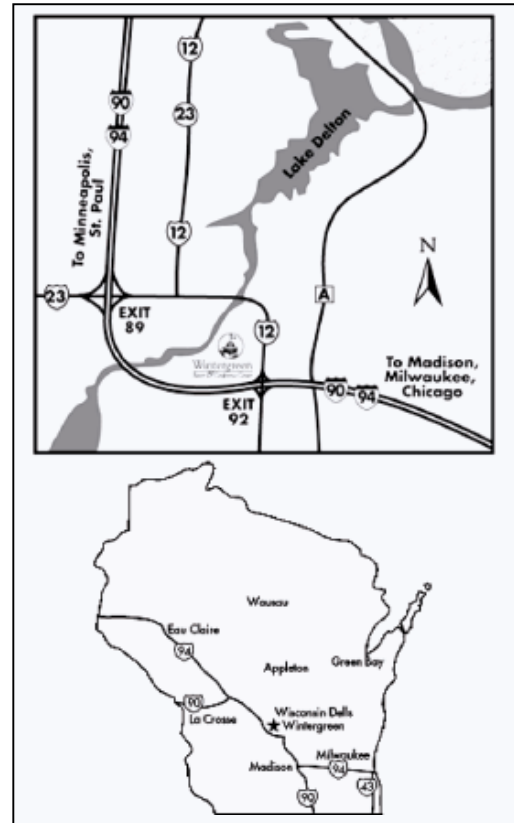 12
90
23
94
Lake Delton
To Minneapolis,
St. Paul
12
N
23
A
EXIT
89
12
Wintergreen
To Madison,
Milwaukee,
Chicago
90
94
EXIT
92
Wausau
Eau Claire
94
Green Bay
Appleton
90
La Crosse
Wisconsin Dells
Wintergreen
Milwaukee
Madison
94
43
90